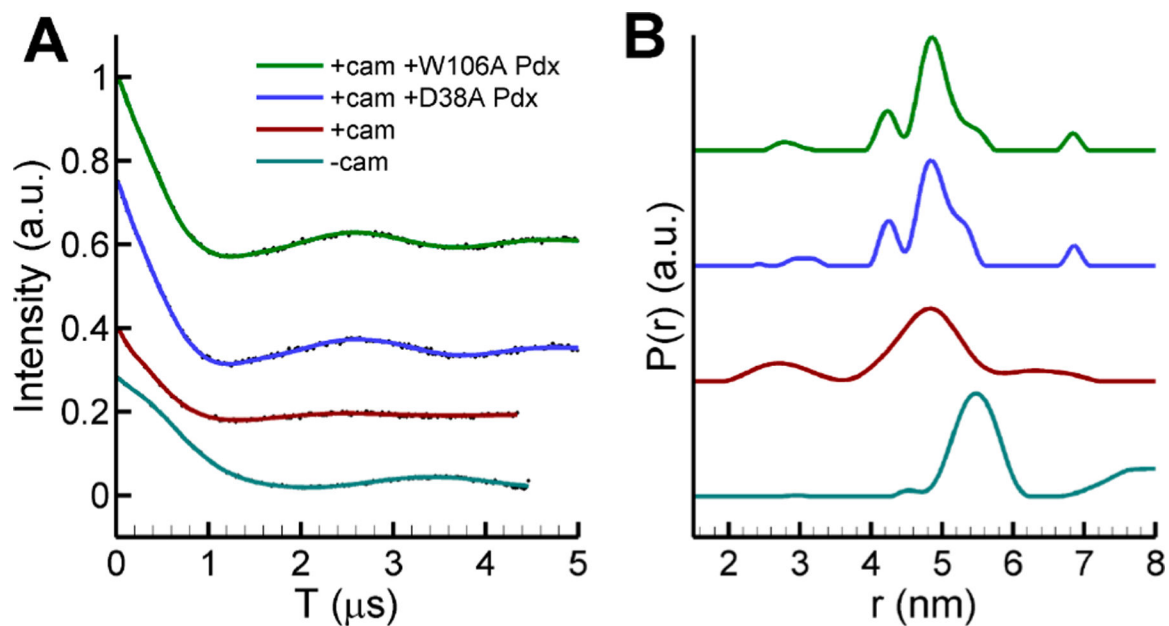 A
B
+cam +W106A Pdx
+cam +D38A Pdx
+cam
-cam
Intensity (a.u.)
1
0.8
0.6
0.4
0.2
0
0 1 2 3 4 5
T (μs)
P(r) (a.u.)
2 3 4 5 6 7 8
r (nm)